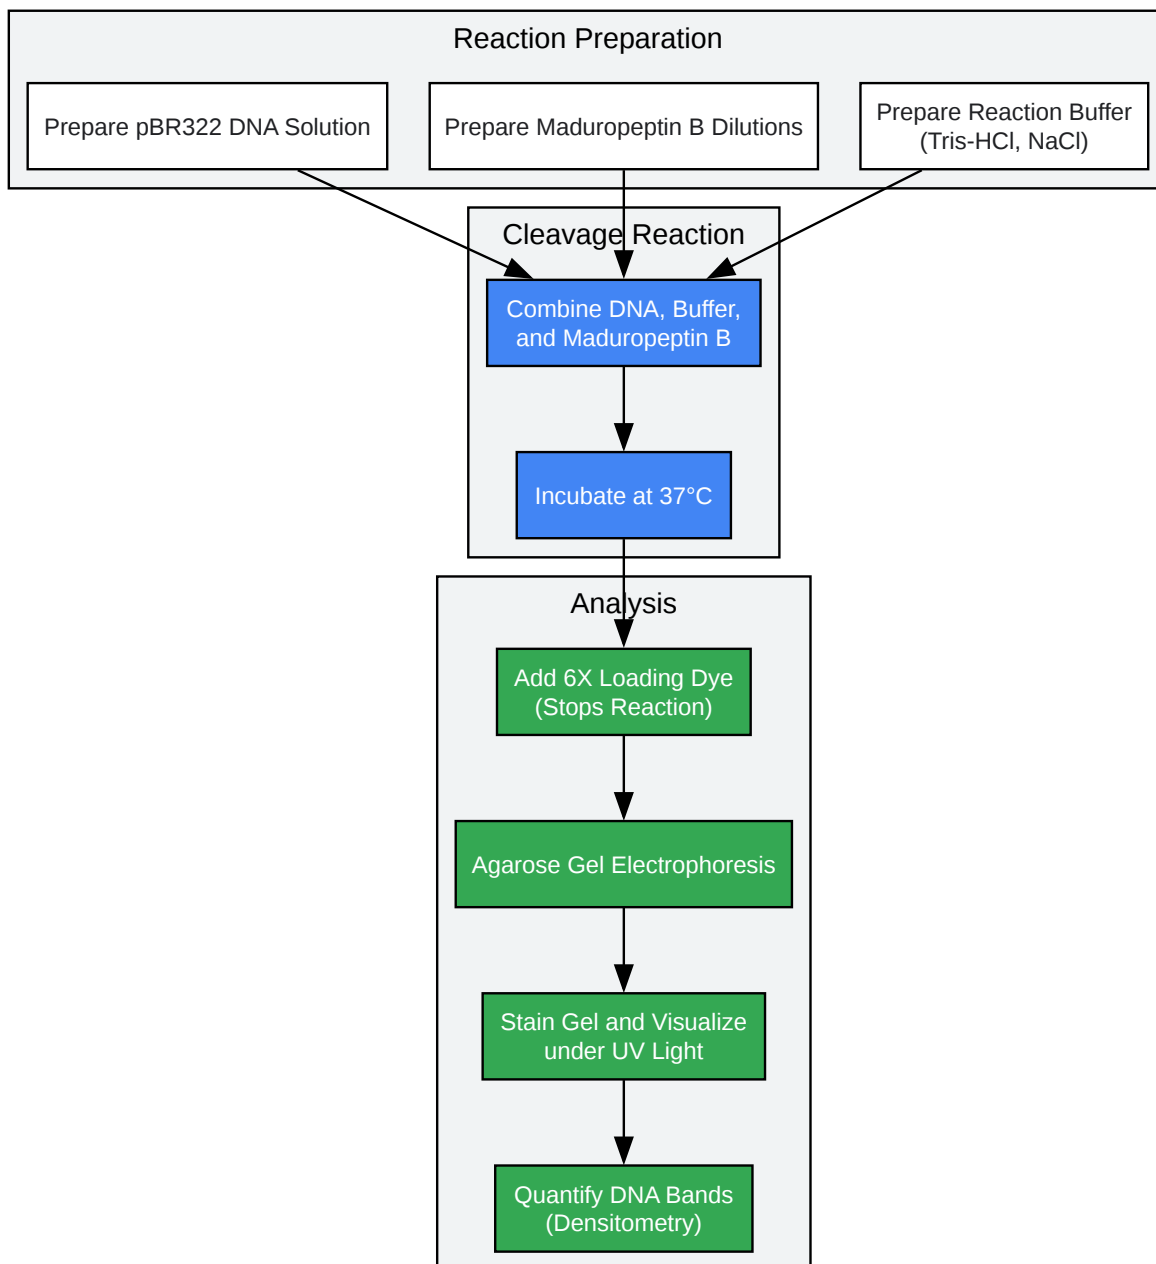 Reaction Preparation
Prepare pBR322 DNA Solution
Prepare Maduropeptin B Dilutions
Prepare Reaction Buffer
(Tris-HCl, NaCl)
Cleavage Reaction
Combine DNA, Buffer,
and Maduropeptin B
Incubate at 37°C
Analysis
Add 6X Loading Dye
(Stops Reaction)
Agarose Gel Electrophoresis
Stain Gel and Visualize
under UV Light
Quantify DNA Bands
(Densitometry)